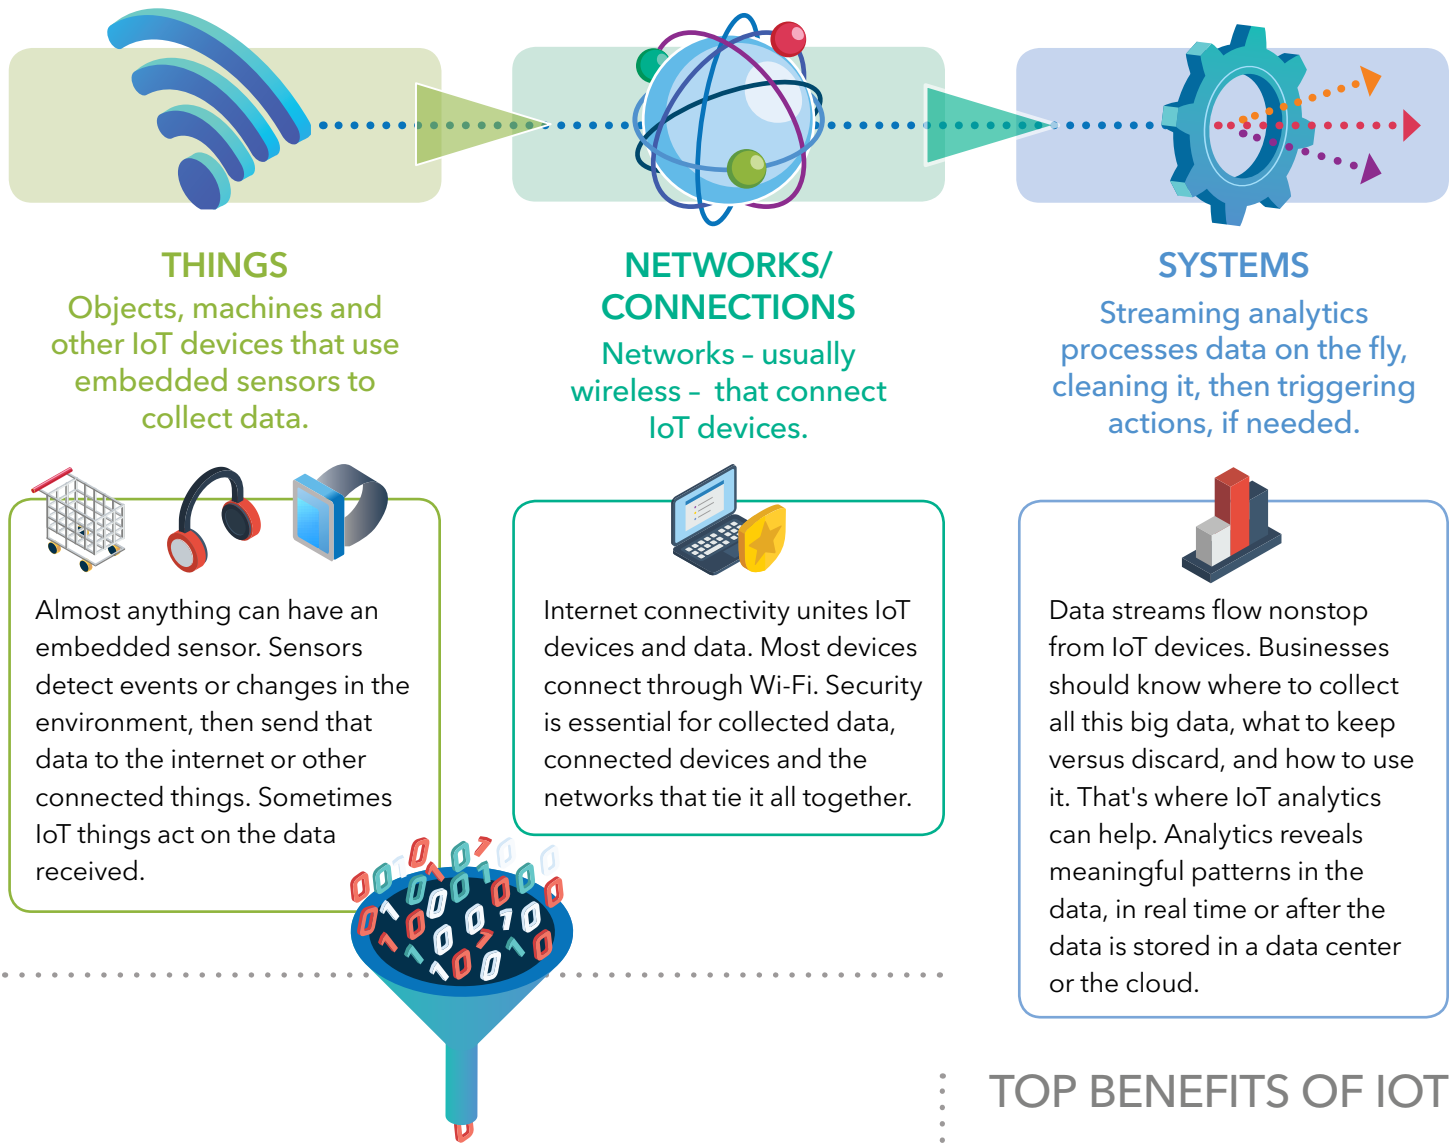 THINGS
Objects, machines and
other IoT devices that use
embedded sensors to
collect data.
Almost anything can have an
embedded sensor. Sensors
detect events or changes in the
environment, then send that
data to the internet or other
connected things. Sometimes
IoT things act on the data
received.
NETWORKS/
CONNECTIONS
Networks – usually
wireless – that connect
IoT devices.
Internet connectivity unites IoT
devices and data. Most devices
connect through Wi-Fi. Security
is essential for collected data,
connected devices and the
networks that tie it all together.
SYSTEMS
Streaming analytics
processes data on the fly,
cleaning it, then triggering
actions, if needed.
Data streams flow nonstop
from IoT devices. Businesses
should know where to collect
all this big data, what to keep
versus discard, and how to use
it. That's where IoT analytics
can help. Analytics reveals
meaningful patterns in the
data, in real time or after the
data is stored in a data center
or the cloud.
TOP BENEFITS OF IOT